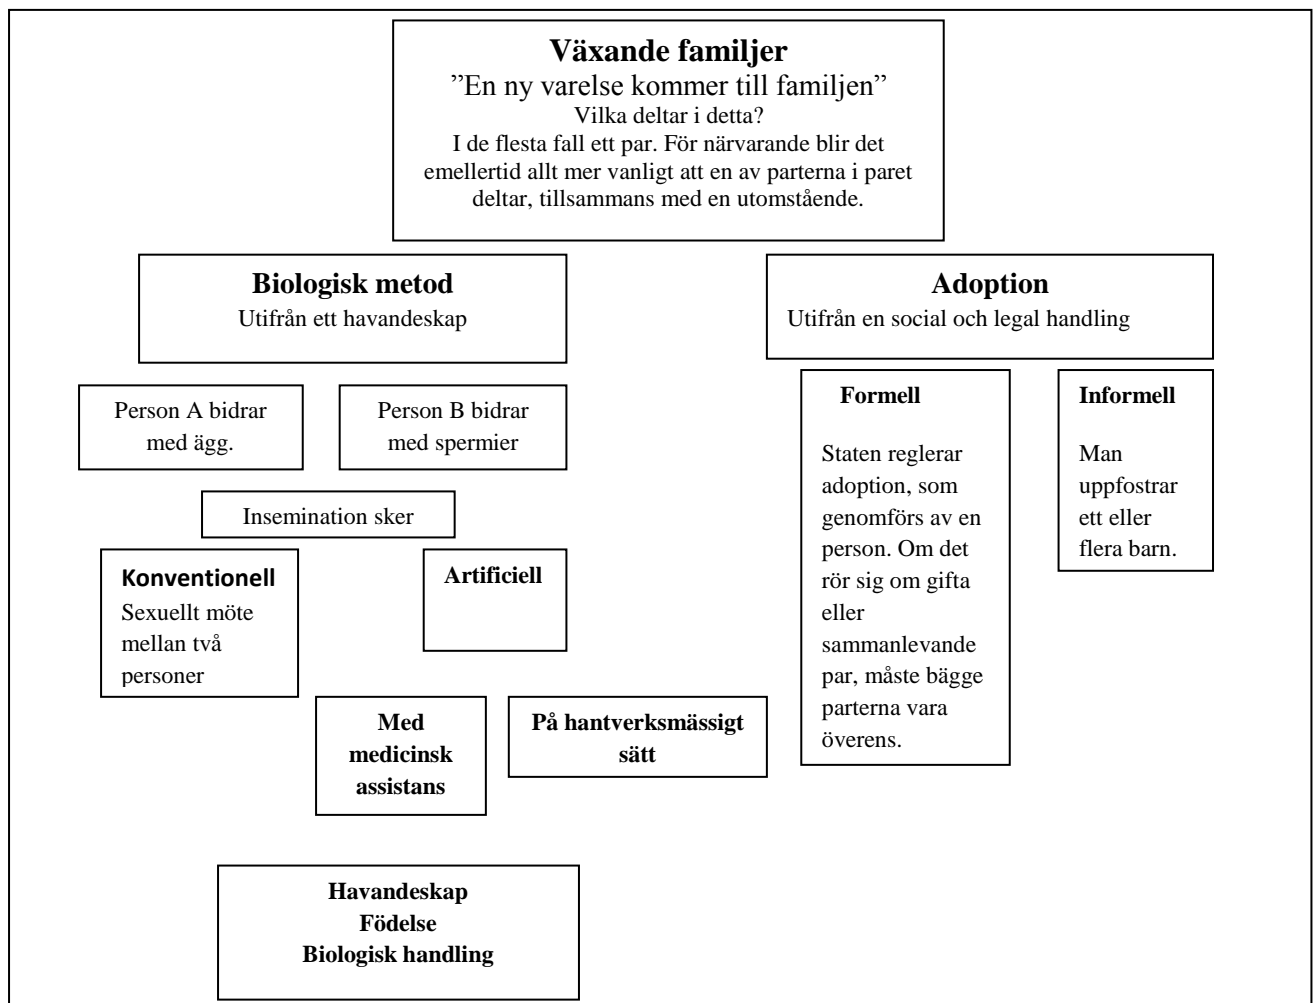 Växande familjer
”En ny varelse kommer till familjen”
Vilka deltar i detta?
I de flesta fall ett par. För närvarande blir det
emellertid allt mer vanligt att en av parterna i paret
deltar, tillsammans med en utomstående.
Biologisk metod
Utifrån ett havandeskap
Adoption
Utifrån en social och legal handling
Person A bidrar
med ägg.
Person B bidrar
med spermier
Insemination sker
Konventionell
Sexuellt möte
mellan två
personer
Artificiell
Med
medicinsk
assistans
På hantverksmässigt
sätt
Havandeskap
Födelse
Biologisk handling
Formell
Staten reglerar
adoption, som
genomförs av en
person. Om det
rör sig om gifta
eller
sammanlevande
par, måste bägge
parterna vara
överens.
Informell
Man
uppfostrar
ett eller
flera barn.